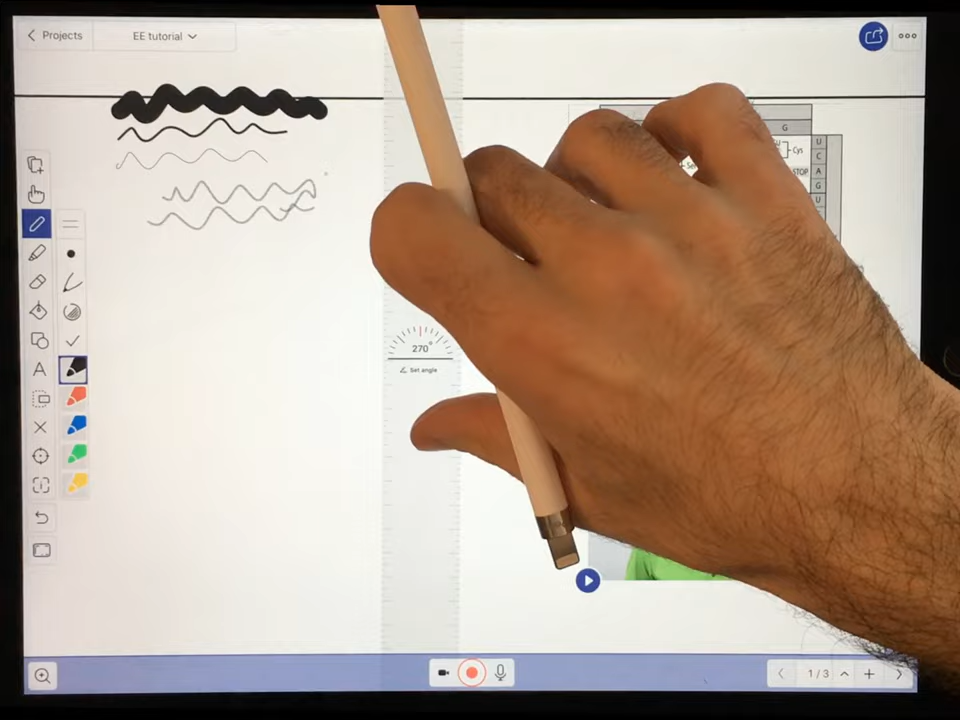 Projects
EE tutorial
G
U
Cys
C
STOP
A
G
U
270°
Set angle
A
1/3